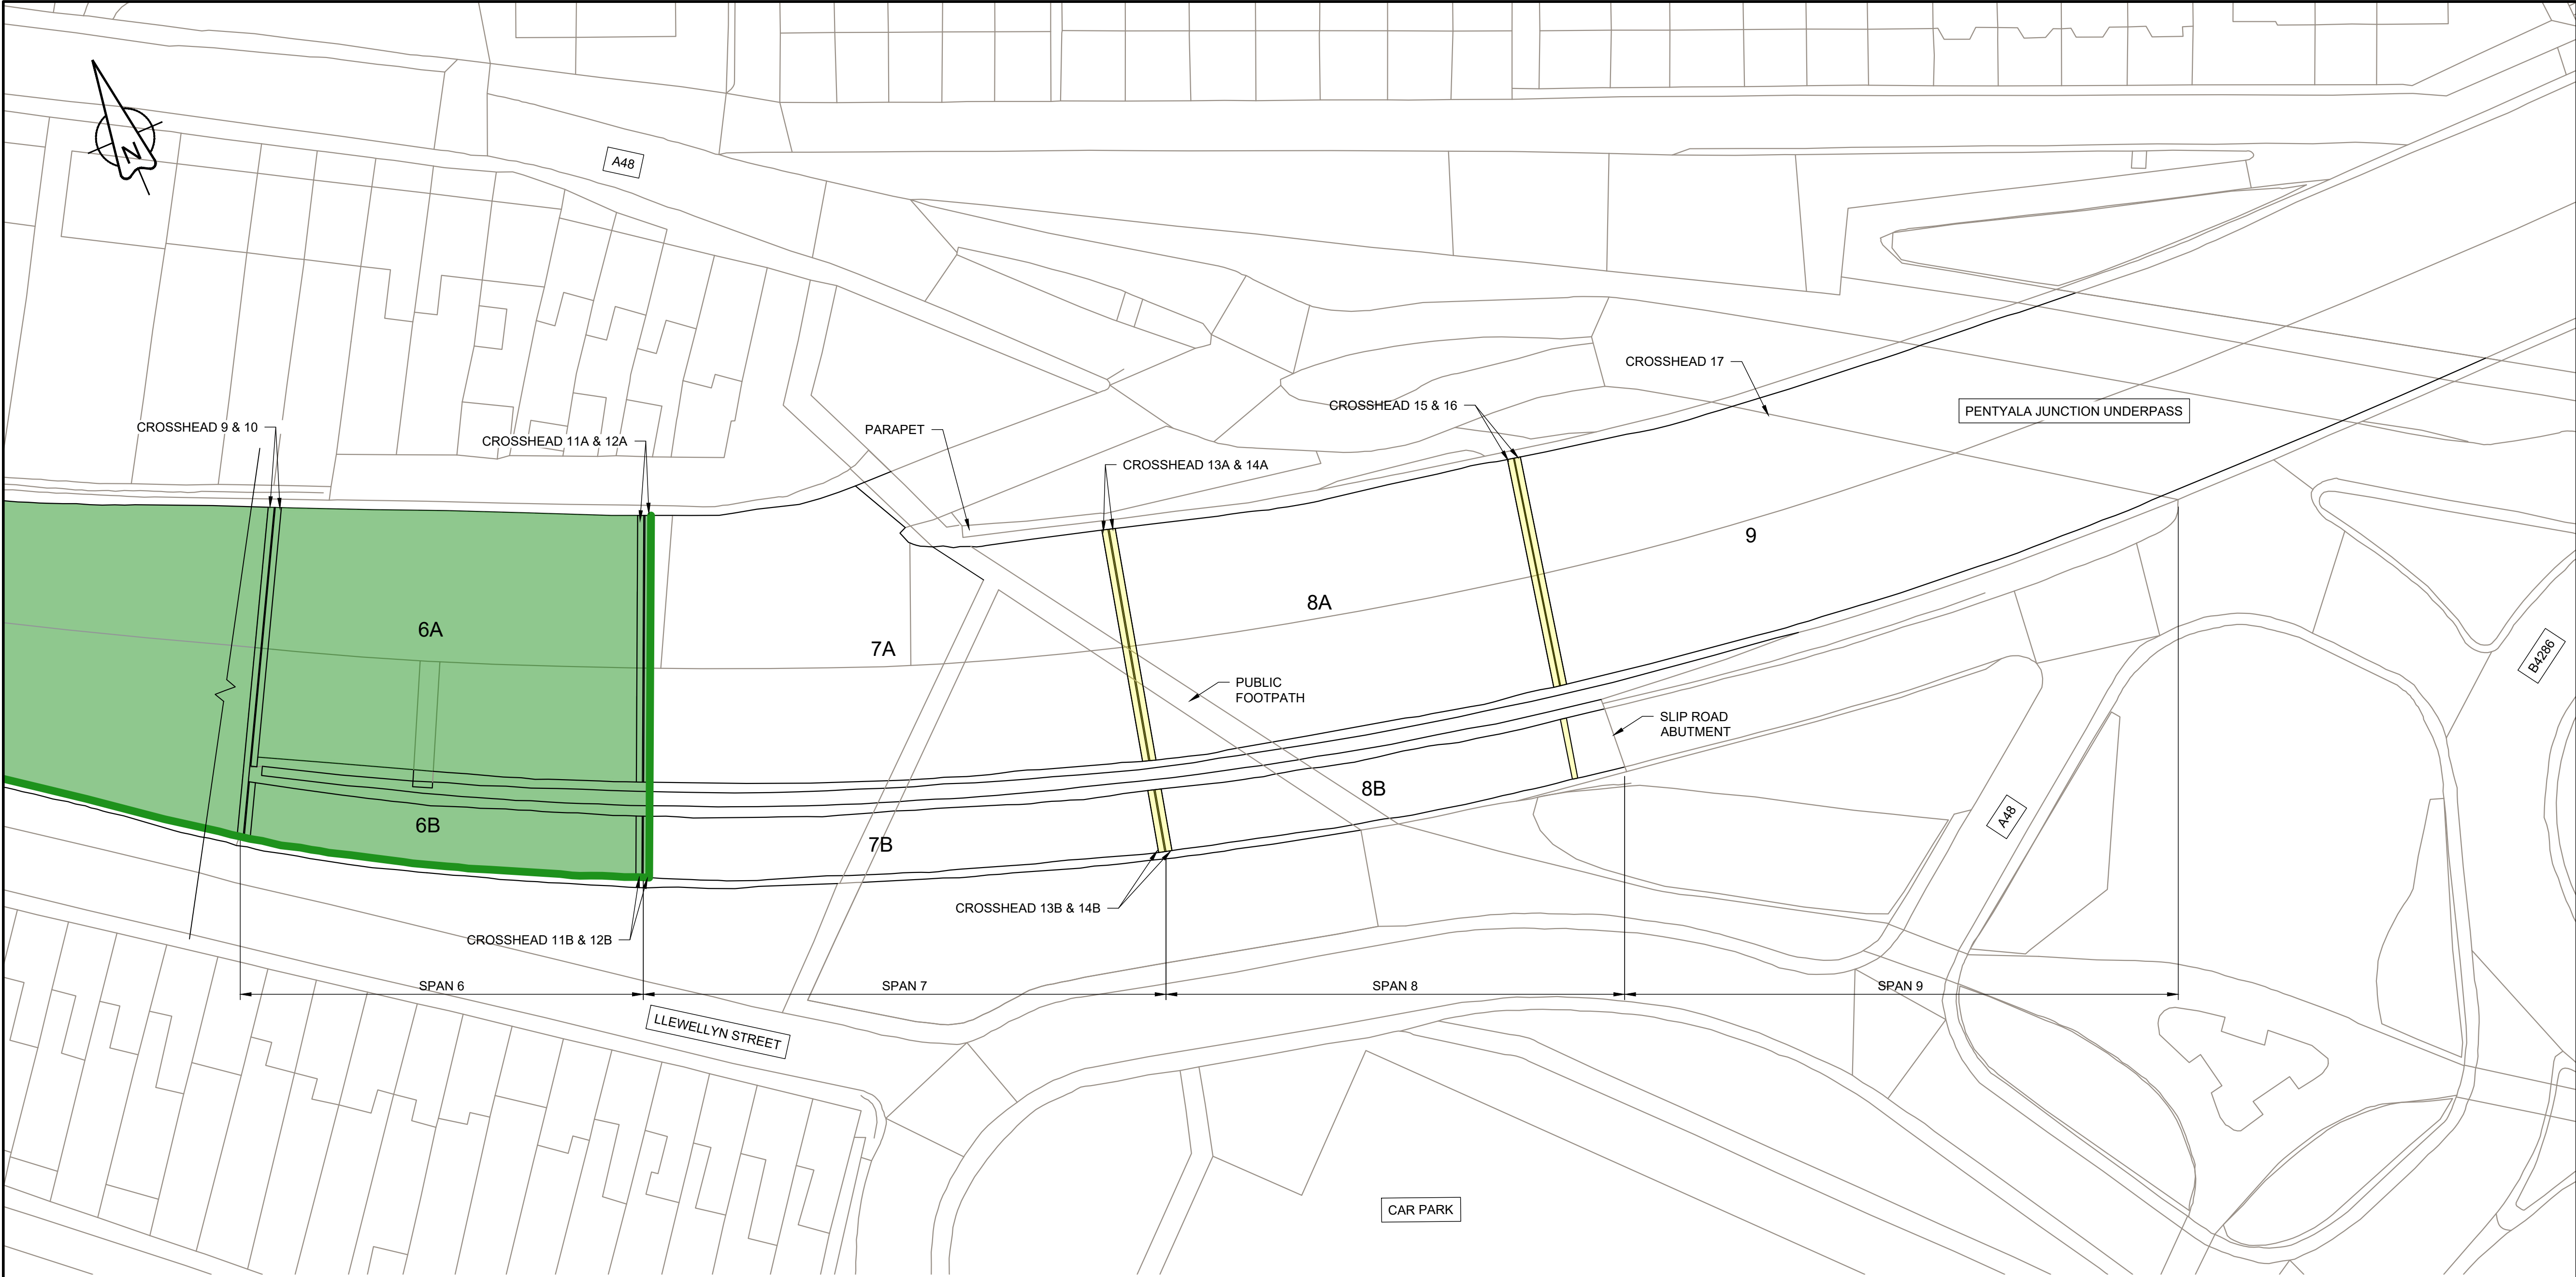 N
A48
CROSSHEAD 17
CROSSHEAD 15 & 16
PENTYALA JUNCTION UNDERPASS
CROSSHEAD 9 & 10
PARAPET
CROSSHEAD 11A & 12A
CROSSHEAD 13A & 14A
9
8A
6A
7A
B4286
PUBLIC
FOOTPATH
SLIP ROAD
ABUTMENT
8B
A48
6B
7B
CROSSHEAD 13B & 14B
CROSSHEAD 11B & 12B
SPAN 6
SPAN 7
SPAN 8
SPAN 9
LLEWELLYN STREET
CAR PARK